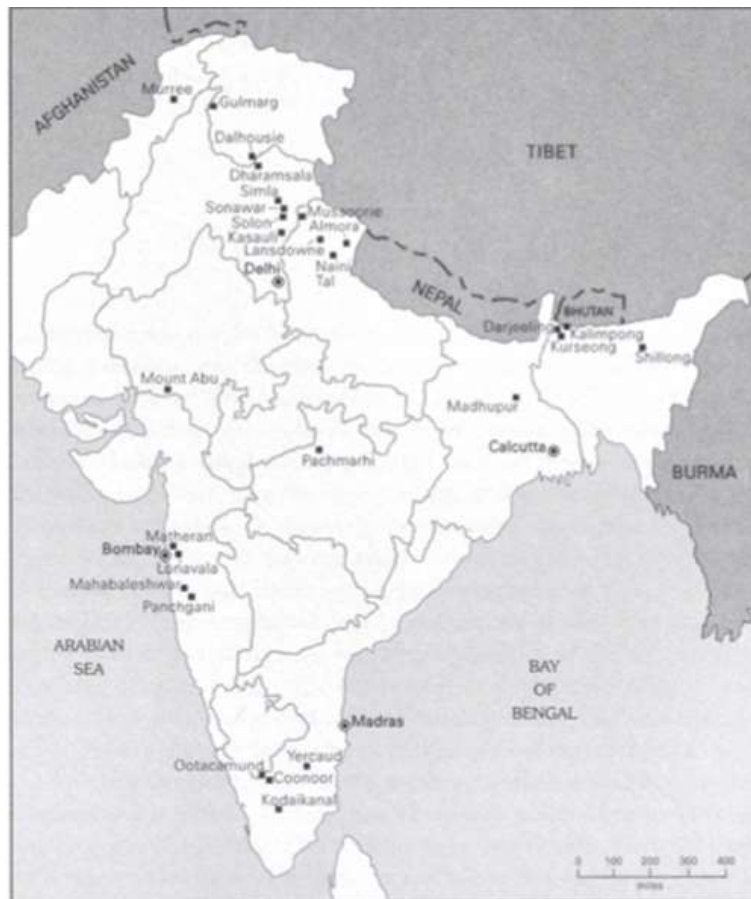 AFGHANISTAN
Murree
Gulmarg
TIBET
Dalhousie
Dharamsala
Simla
Sonawar
Mussoorie
Solon
Almora
Kasauli
Lansdowne
Naini
Tal
Delhi
NEPAL
BHUTAN
Darjeeling
Kalimpong
Kurseong
Shillong
Mount Abu
Madhupur
Calcutta
Pachmarhi
BURMA
Matheran
Bombay
Lonavala
Mahabaleshwar
Panchgani
ARABIAN
SEA
BAY
OF
BENGAL
Madras
Yercaud
Ootacamund
Coonoor
Kodaikanal
0 100 200 300 400
miles